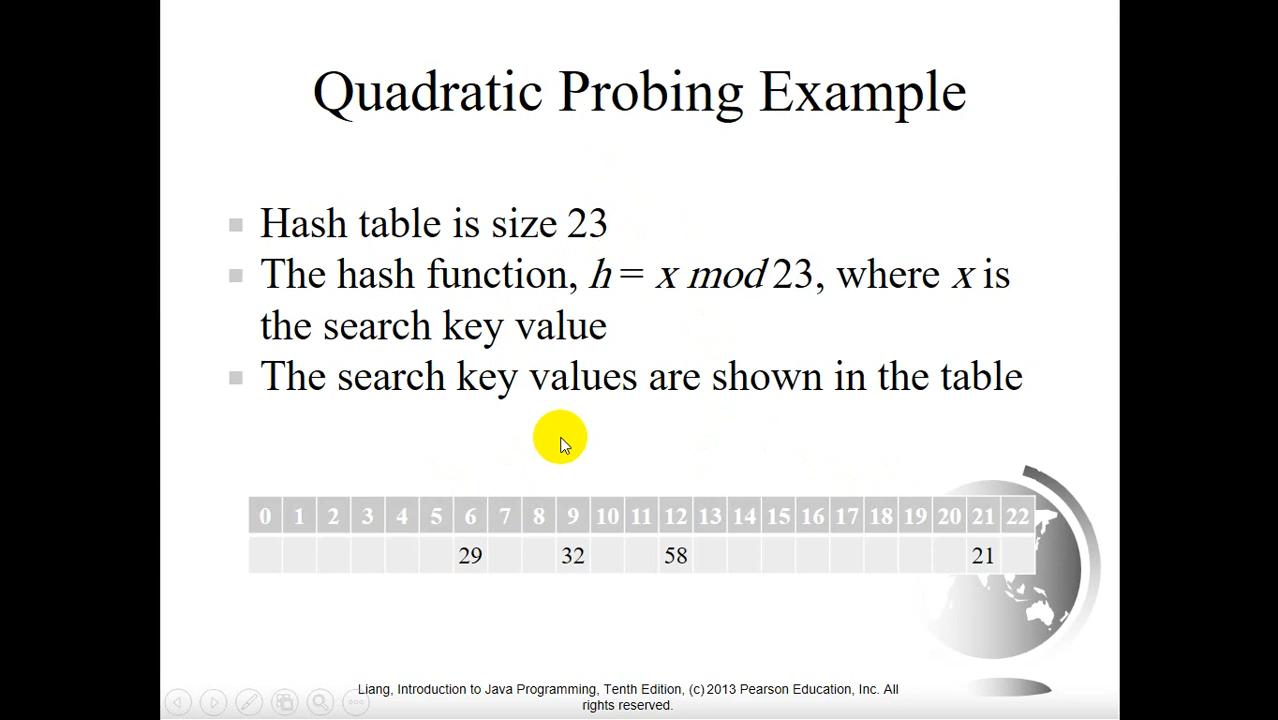 Quadratic Probing Example
Hash table is size 23
The hash function, h = x mod 23, where x is
the search key value
The search key values are shown in the table
0 1 2 3 4 5 6 7 8 9 10 11 12 13 14 15 16 17 18 19 20 21 22
29 32 58 21
Liang, Introduction to Java Programming, Tenth Edition, (c) 2013 Pearson Education, Inc. All
rights reserved.